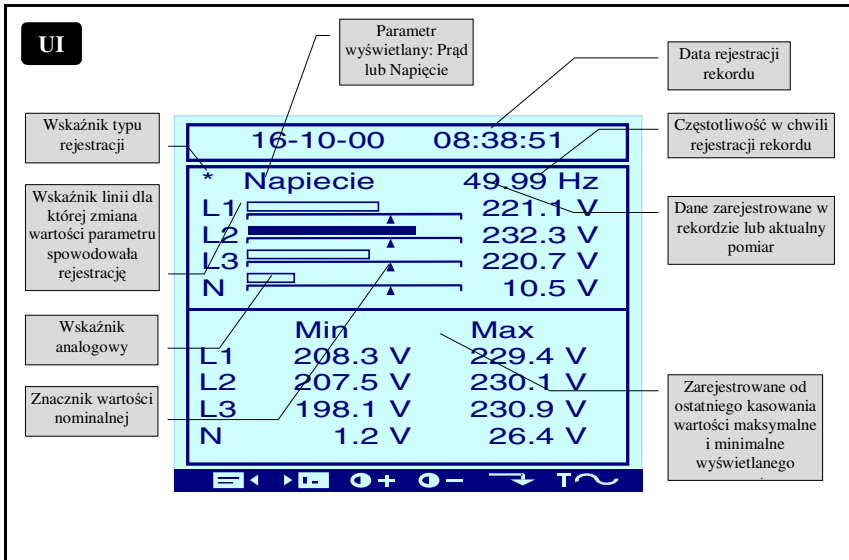 UI
Parametr
wyświetlany: Prąd
lub Napięcie
Data rejestracji
rekordu
Wskaźnik typu
rejestracji
Częstotliwość w chwili
rejestracji rekordu
Wskaźnik linii dla
której zmiana
wartości parametru
spowodowała
rejestrację
Dane zarejestrowane w
rekordzie lub aktualny
pomiar
Wskaźnik
analogowy
Znacznik wartości
nominalnej
Zarejestrowane od
ostatniego kasowania
wartości maksymalne
i minimalne
wyświetlanego
16-10-00 08:38:51
* Napiecie 49.99 Hz
L1 221.1 V
L2 232.3 V
L3 220.7 V
N 10.5 V
Min Max
L1 208.3 V 229.4 V
L2 207.5 V 230.1 V
L3 198.1 V 230.9 V
N 1.2 V 26.4 V
+ − T